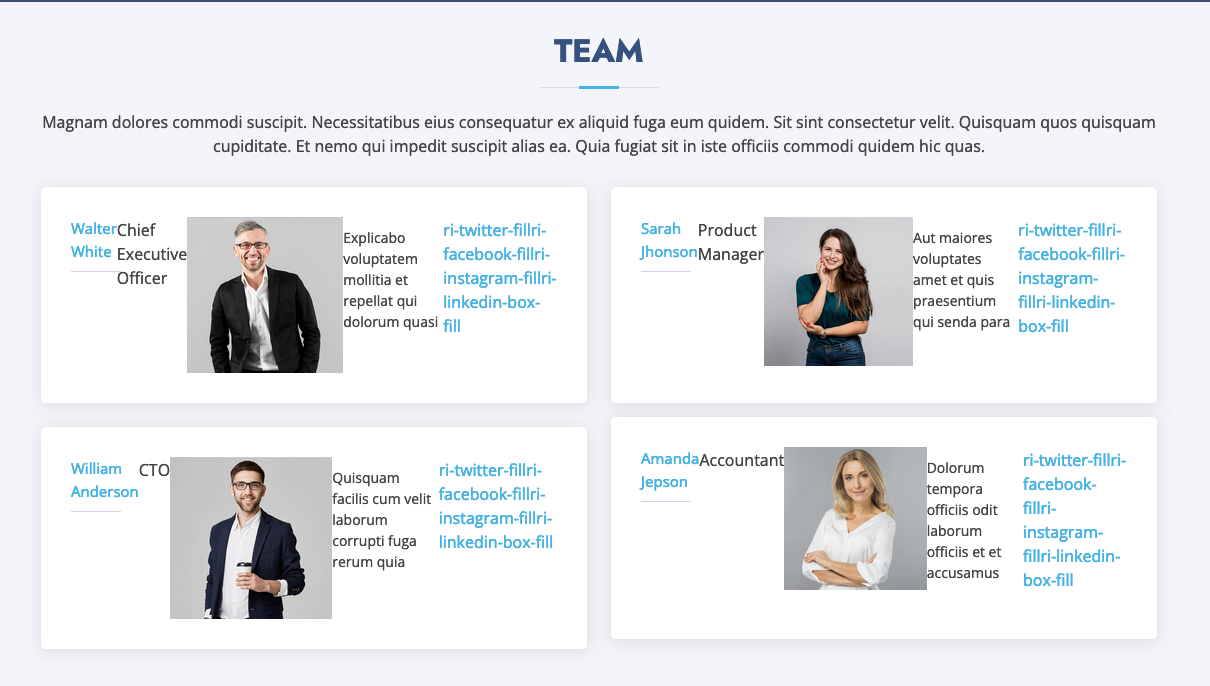 TEAM
Magnam dolores commodi suscipit. Necessitatibus eius consequatur ex aliquid fuga eum quidem. Sit sint consectetur velit. Quisquam quos quisquam
cupiditate. Et nemo qui impedit suscipit alias ea. Quia fugiat sit in iste officiis commodi quidem hic quas.
Walter
White
Chief
Executive
Officer
Explicabo
voluptatem
mollitia et
repellat qui
dolorum quasi
ri-twitter-fillri-
facebook-fillri-
instagram-fillri-
linkedin-box-
fill
Sarah
Jhonson
Product
Manager
Aut maiores
voluptates
amet et quis
praesentium
qui senda para
ri-twitter-fillri-
facebook-fillri-
instagram-
fillri-linkedin-
box-fill
William
Anderson
CTO
Quisquam
facilis cum velit
laborum
corrupti fuga
rerum quia
ri-twitter-fillri-
facebook-fillri-
instagram-fillri-
linkedin-box-fill
Amanda
Jepson
Accountant
Dolorum
tempora
officiis odit
laborum
officiis et et
accusamus
ri-twitter-fillri-
facebook-
fillri-
instagram-
fillri-linkedin-
box-fill